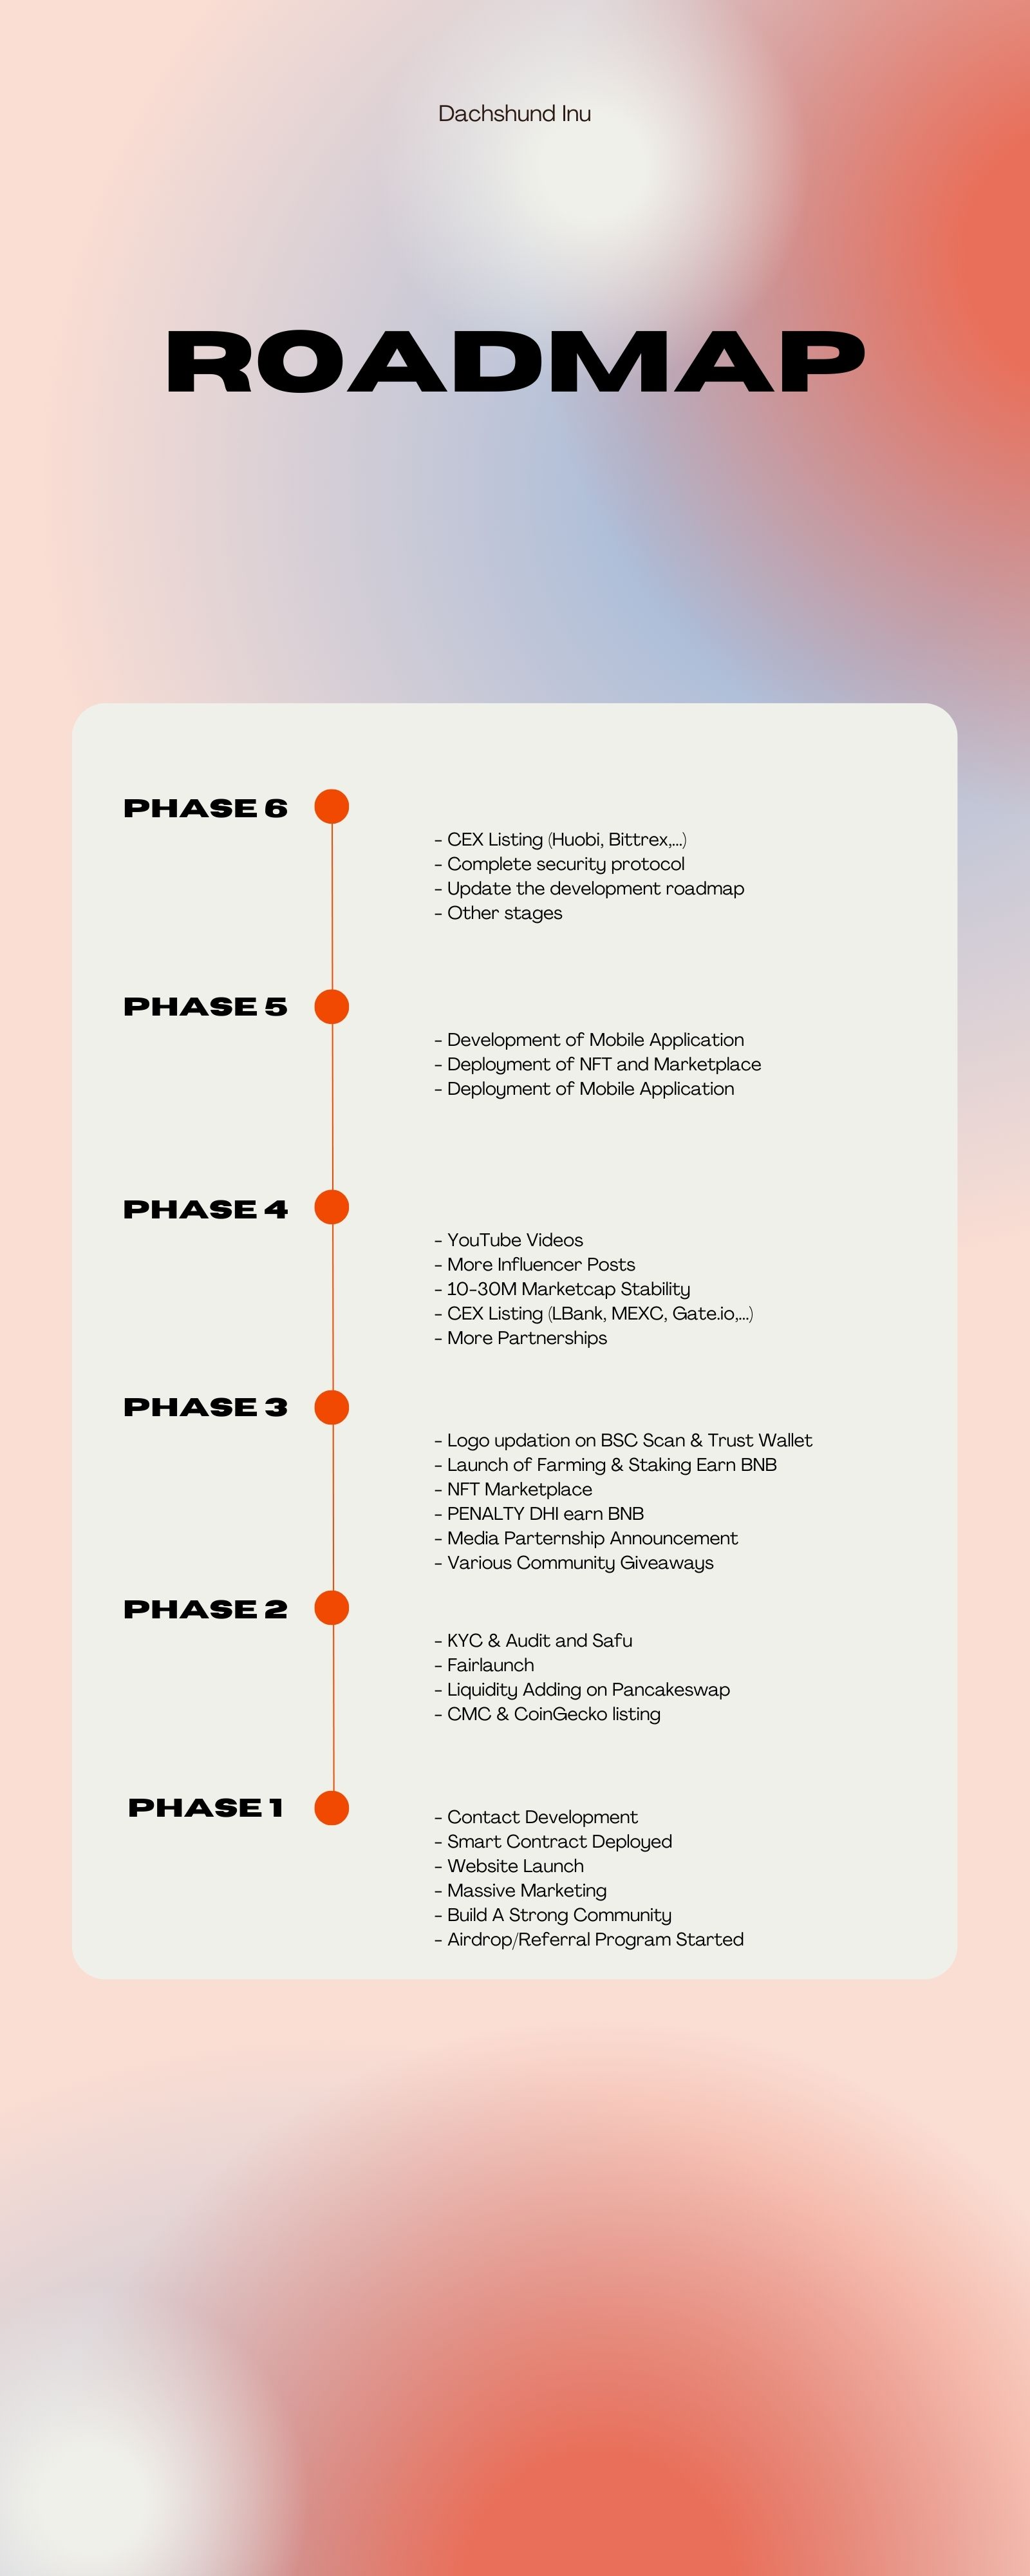 Dachshund Inu
ROADMAP
PHASE 6
- CEX Listing (Huobi, Bittrex,...)
- Complete security protocol
- Update the development roadmap
- Other stages
PHASE 5
- Development of Mobile Application
- Deployment of NFT and Marketplace
- Deployment of Mobile Application
PHASE 4
- YouTube Videos
- More Influencer Posts
- 10-30M Marketcap Stability
- CEX Listing (LBank, MEXC, Gate.io,...)
- More Partnerships
PHASE 3
- Logo updation on BSC Scan & Trust Wallet
- Launch of Farming & Staking Earn BNB
- NFT Marketplace
- PENALTY DHI earn BNB
- Media Parternship Announcement
- Various Community Giveaways
PHASE 2
- KYC & Audit and Safu
- Fairlaunch
- Liquidity Adding on Pancakeswap
- CMC & CoinGecko listing
PHASE 1
- Contact Development
- Smart Contract Deployed
- Website Launch
- Massive Marketing
- Build A Strong Community
- Airdrop/Referral Program Started